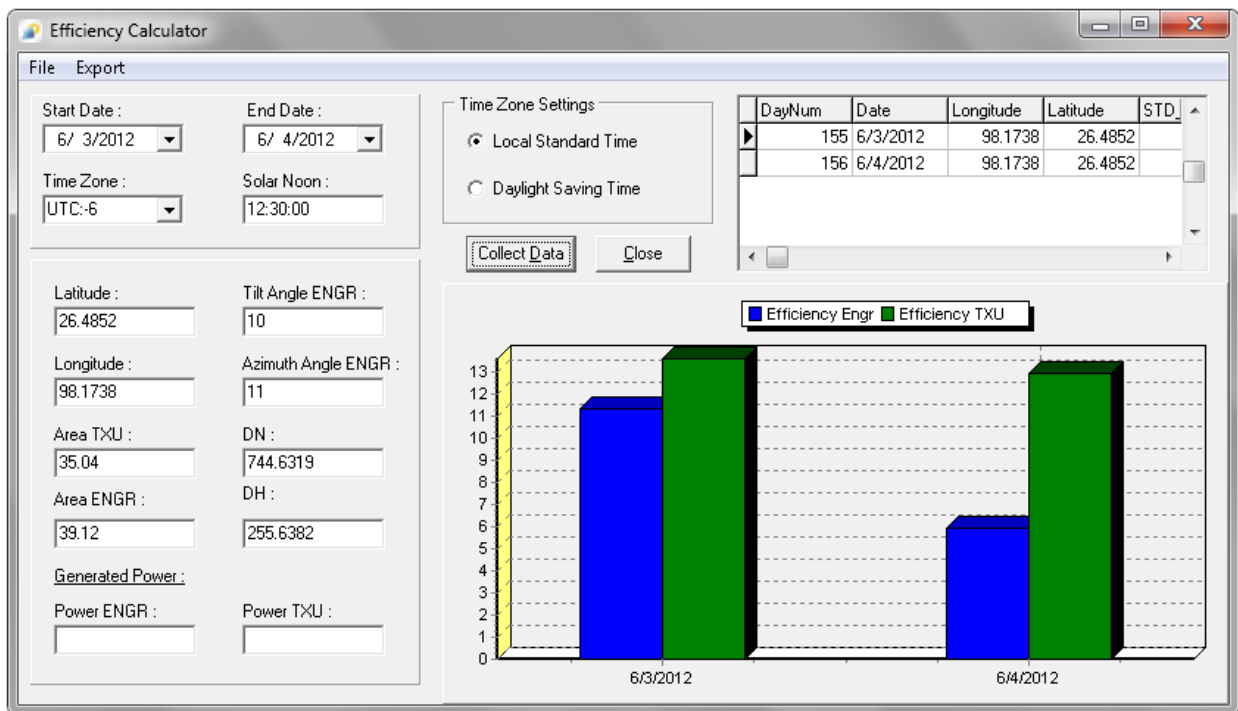 Efficiency Calculator
File Export
Start Date : End Date :
6/ 3/2012 6/ 4/2012
Time Zone : Solar Noon :
UTC:-6 12:30:00
Time Zone Settings
Local Standard Time
Daylight Saving Time
Collect Data Close
DayNum Date Longitude Latitude STD_
155 6/3/2012 98.1738 26.4852
156 6/4/2012 98.1738 26.4852
Latitude : Tilt Angle ENGR :
26.4852 10
Longitude : Azimuth Angle ENGR :
98.1738 11
Area TXU : DN :
35.04 744.6319
Area ENGR : DH :
39.12 255.6382
Generated Power :
Power ENGR : Power TXU :
Efficiency Engr Efficiency TXU
13
12
11
10
9
8
7
6
5
4
3
2
1
0
6/3/2012 6/4/2012